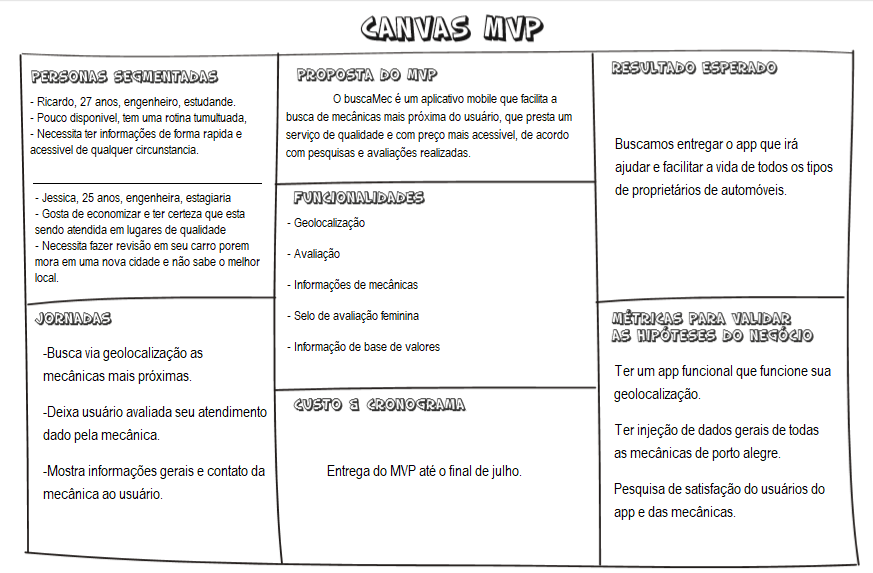 CANVAS MVP
PERSONAS SEGMENTADAS
- Ricardo, 27 anos, engenheiro, estudande.
- Pouco disponivel, tem uma rotina tumultuada,
- Necessita ter informações de forma rapida e
acessivel de qualquer circunstancia.
- Jessica, 25 anos, engenheira, estagiaria
- Gosta de economizar e ter certeza que esta
sendo atendida em lugares de qualidade
- Necessita fazer revisão em seu carro porem
mora em uma nova cidade e não sabe o melhor
local.
JORNADAS
-Busca via geolocalização as
mecânicas mais próximas.
-Deixa usuário avaliada seu atendimento
dado pela mecânica.
-Mostra informações gerais e contato da
mecânica ao usuário.
PROPOSTA DO MVP
O buscaMec é um aplicativo mobile que facilita a
busca de mecânicas mais próxima do usuário, que presta um
serviço de qualidade e com preço mais acessível, de acordo
com pesquisas e avaliações realizadas.
FUNCIONALIDADES
- Geolocalização
- Avaliação
- Informações de mecânicas
- Selo de avaliação feminina
- Informação de base de valores
CUSTO & CRONOGRAMA
Entrega do MVP até o final de julho.
RESULTADO ESPERADO
Buscamos entregar o app que irá
ajudar e facilitar a vida de todos os tipos
de proprietários de automóveis.
MÉTRICAS PARA VALIDAR
AS HIPÓTESES DO NEGÓCIO
Ter um app funcional que funcione sua
geolocalização.
Ter injeção de dados gerais de todas
as mecânicas de porto alegre.
Pesquisa de satisfação do usuários do
app e das mecânicas.